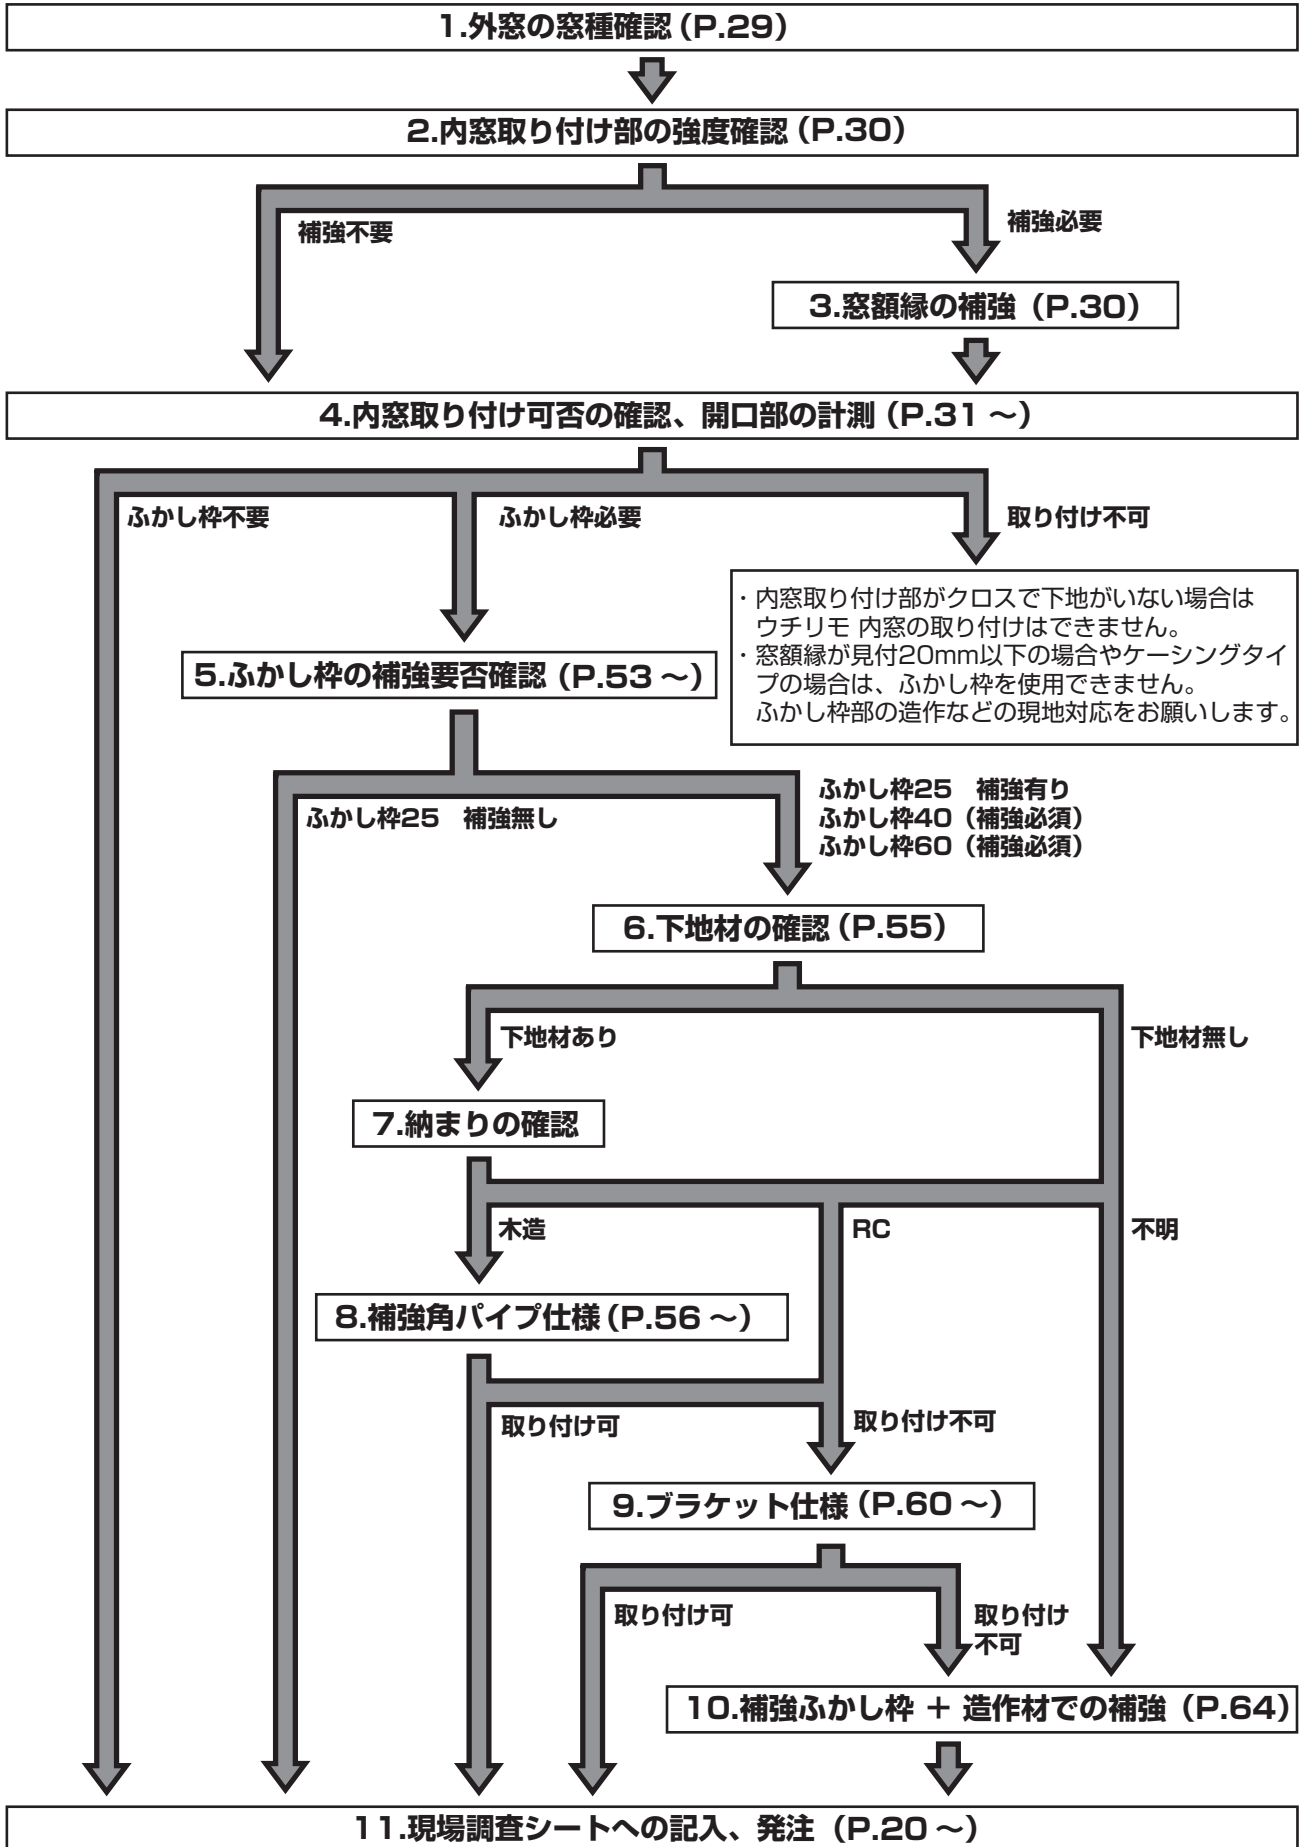 1.外窓の窓種確認（P.29）
2.内窓取り付け部の強度確認（P.30）
補強不要
補強必要
3.窓額縁の補強（P.30）
4.内窓取り付け可否の確認、開口部の計測（P.31 ～）
ふかし枠不要
ふかし枠必要
取り付け不可
・内窓取り付け部がクロスで下地がいない場合は
ウチリモ 内窓の取り付けはできません。
・窓額縁が見付20mm以下の場合やケーシングタイ
プの場合は、ふかし枠を使用できません。
ふかし枠部の造作などの現地対応をお願いします。
5.ふかし枠の補強要否確認（P.53 ～）
ふかし枠25　補強無し
ふかし枠25　補強有り
ふかし枠40（補強必須）
ふかし枠60（補強必須）
6.下地材の確認（P.55）
下地材あり
下地材無し
7.納まりの確認
木造
RC
不明
8.補強角パイプ仕様（P.56 ～）
取り付け可
取り付け不可
9.ブラケット仕様（P.60 ～）
取り付け可
取り付け
不可
10.補強ふかし枠 ＋ 造作材での補強（P.64）
11.現場調査シートへの記入、発注（P.20 ～）